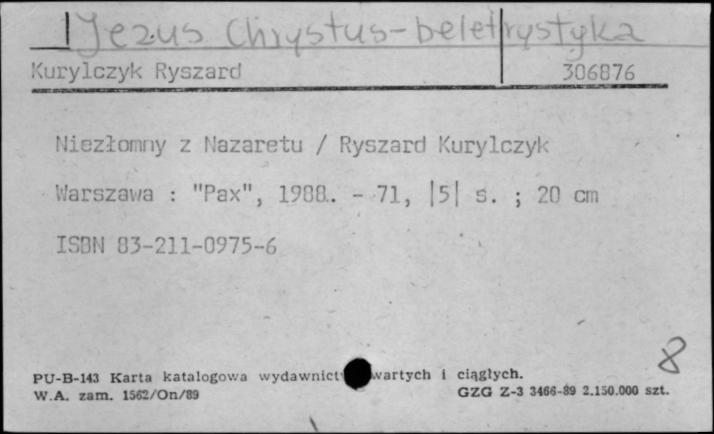 Jezus Chrystus-beletrystyka
Kurylczyk Ryszard 306876
Niezłomny z Nazaretu / Ryszard Kurylczyk
Warszawa : "Pax", 1988. - 71, |5| s. ; 20 cm
ISBN 83-211-0975-6
8
PU-B-143 Karta katalogowa wydawnict wartych i ciągłych.
W.A. zam. 1562/On/89 GZG Z-3 3466-89 2.150.000 szt.